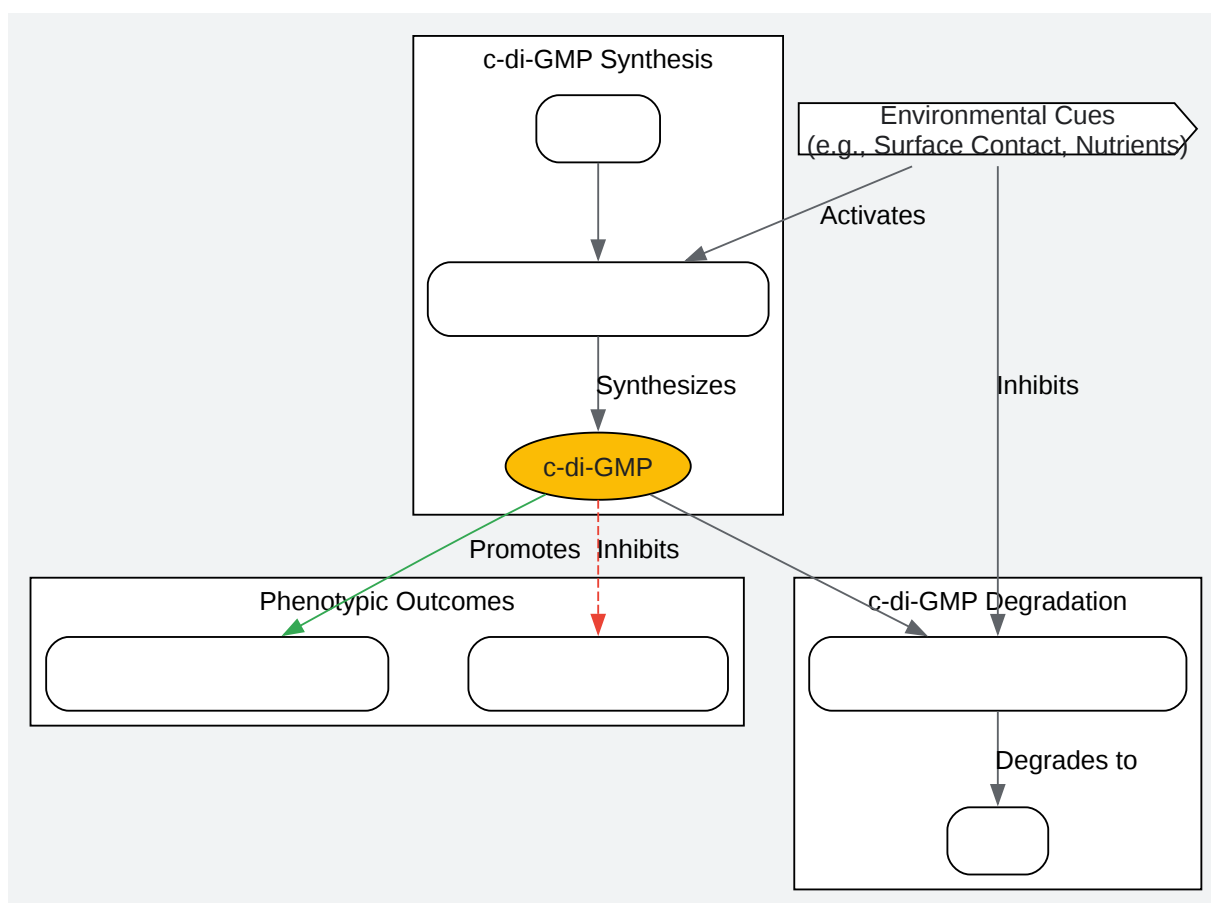 c-di-GMP Synthesis
Environmental Cues
(e.g., Surface Contact, Nutrients)
Activates
Synthesizes
Inhibits
c-di-GMP
Promotes
Inhibits
Phenotypic Outcomes
c-di-GMP Degradation
Degrades to